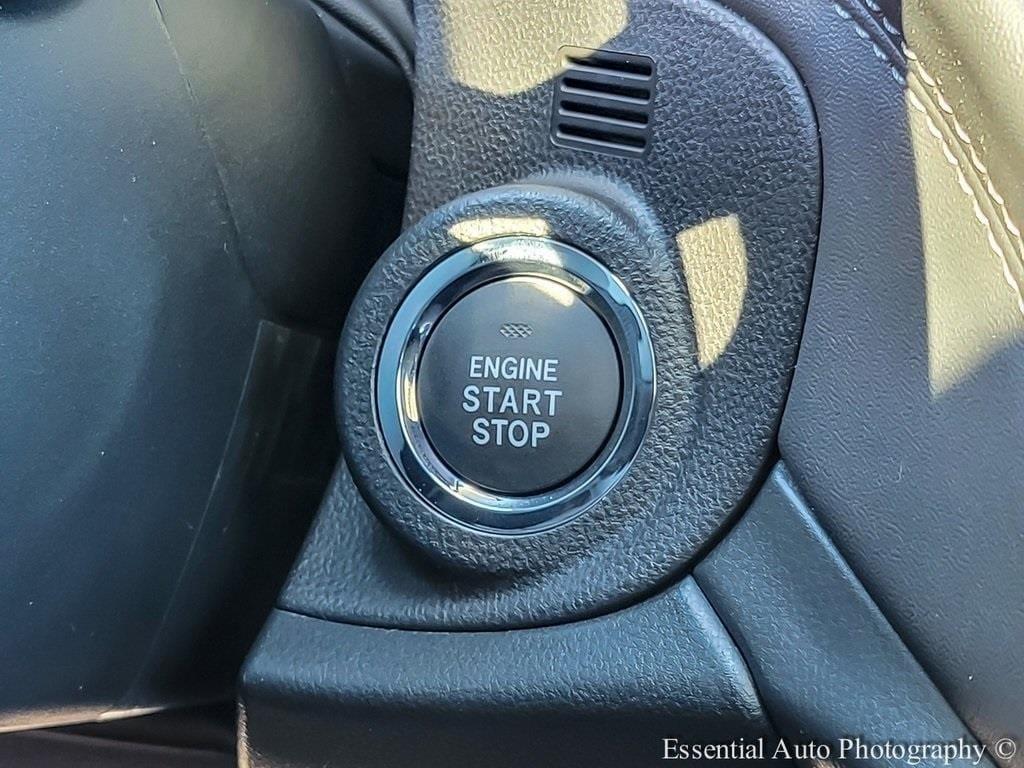 ENGINE
START
STOP
Essential Auto Photography ©